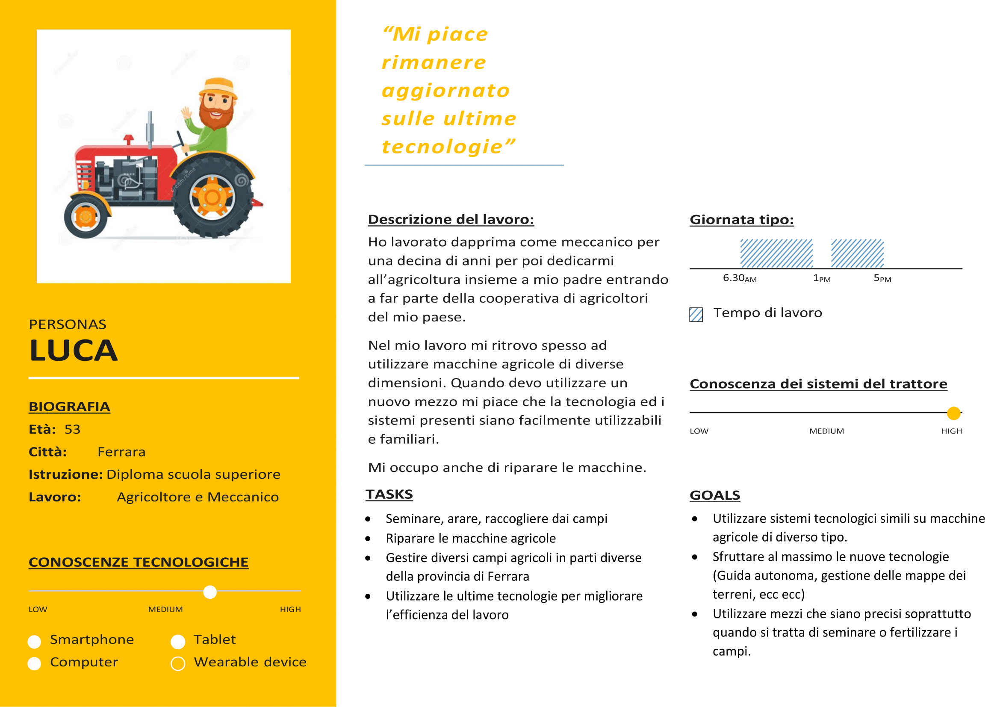 “Mi piace
rimanere
aggiornato
sulle ultime
tecnologie”
dreamstime
PERSONAS
LUCA
BIOGRAFIA
Età: 53
Città: Ferrara
Istruzione: Diploma scuola superiore
Lavoro: Agricoltore e Meccanico
CONOSCENZE TECNOLOGICHE
LOW MEDIUM HIGH
Smartphone Tablet
Computer Wearable device
Descrizione del lavoro:
Ho lavorato dapprima come meccanico per
una decina di anni per poi dedicarmi
all’agricoltura insieme a mio padre entrando
a far parte della cooperativa di agricoltori
del mio paese.
Nel mio lavoro mi ritrovo spesso ad
utilizzare macchine agricole di diverse
dimensioni. Quando devo utilizzare un
nuovo mezzo mi piace che la tecnologia ed i
sistemi presenti siano facilmente utilizzabili
e familiari.
Mi occupo anche di riparare le macchine.
TASKS
• Seminare, arare, raccogliere dai campi
• Riparare le macchine agricole
• Gestire diversi campi agricoli in parti diverse
della provincia di Ferrara
• Utilizzare le ultime tecnologie per migliorare
l’efficienza del lavoro
Giornata tipo:
6.30AM 1PM 5PM
Tempo di lavoro
Conoscenza dei sistemi del trattore
LOW MEDIUM HIGH
GOALS
• Utilizzare sistemi tecnologici simili su macchine
agricole di diverso tipo.
• Sfruttare al massimo le nuove tecnologie
(Guida autonoma, gestione delle mappe dei
terreni, ecc ecc)
• Utilizzare mezzi che siano precisi soprattutto
quando si tratta di seminare o fertilizzare i
campi.